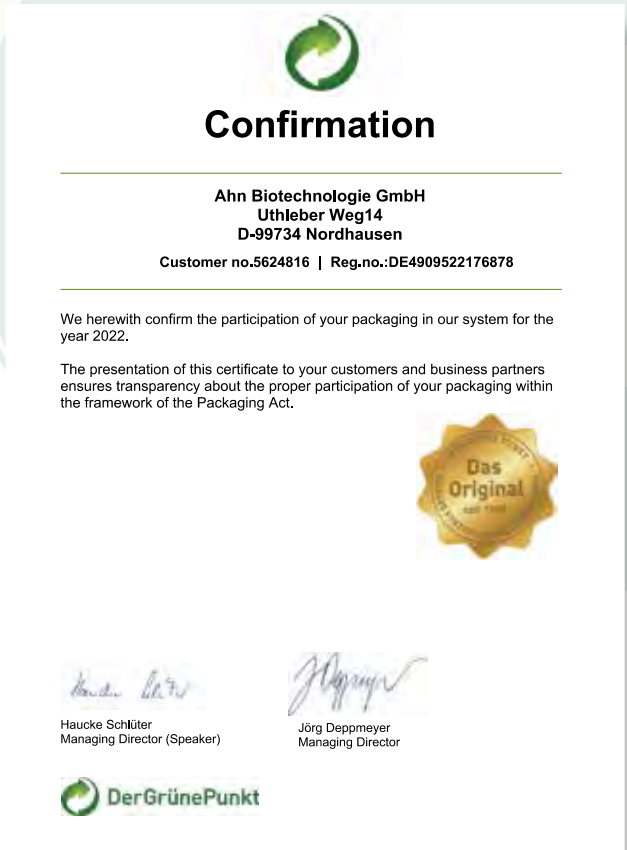 Confirmation
Ahn Biotechnologie GmbH
Uthleber Weg14
D-99734 Nordhausen
Customer no.5624816 | Reg.no.:DE4909522176878
We herewith confirm the participation of your packaging in our system for the
year 2022.
The presentation of this certificate to your customers and business partners
ensures transparency about the proper participation of your packaging within
the framework of the Packaging Act.
Das
Original
Haucke Schlüter
Managing Director (Speaker)
Jörg Deppmeyer
Managing Director
DerGrünePunkt